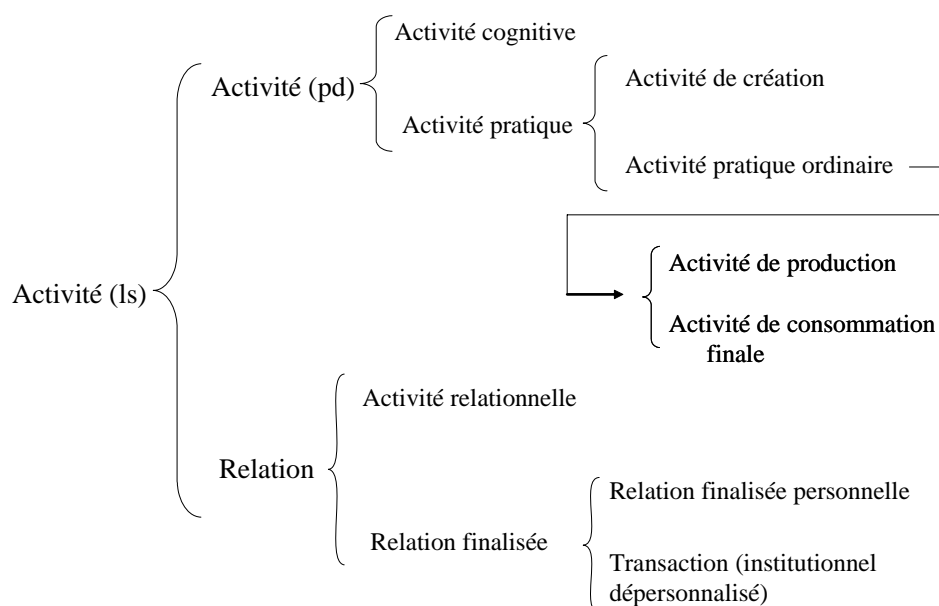 Activité cognitive
Activité (pd)
Activité de création
Activité pratique
Activité pratique ordinaire
Activité de production
Activité (ls)
Activité de consommation
finale
Activité relationnelle
Relation
Relation finalisée personnelle
Relation finalisée
Transaction (institutionnel
dépersonnalisé)